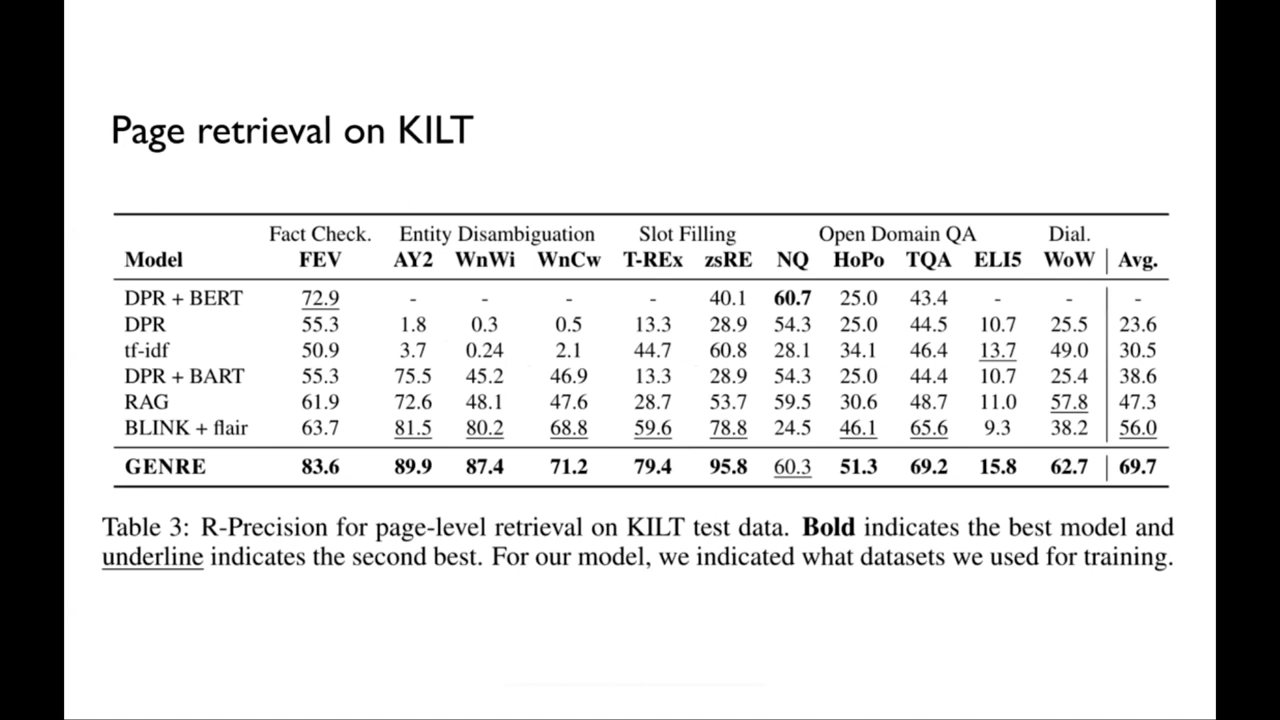 Page retrieval on KILT
Fact Check. Entity Disambiguation Slot Filling Open Domain QA Dial.
Model FEV AY2 WnWi WnCw T-REx zsRE NQ HoPo TQA ELI5 WoW Avg.
DPR + BERT 72.9 - - - - 40.1 60.7 25.0 43.4 - - -
DPR 55.3 1.8 0.3 0.5 13.3 28.9 54.3 25.0 44.5 10.7 25.5 23.6
tf-idf 50.9 3.7 0.24 2.1 44.7 60.8 28.1 34.1 46.4 13.7 49.0 30.5
DPR + BART 55.3 75.5 45.2 46.9 13.3 28.9 54.3 25.0 44.4 10.7 25.4 38.6
RAG 61.9 72.6 48.1 47.6 28.7 53.7 59.5 30.6 48.7 11.0 57.8 47.3
BLINK + flair 63.7 81.5 80.2 68.8 59.6 78.8 24.5 46.1 65.6 9.3 38.2 56.0
GENRE 83.6 89.9 87.4 71.2 79.4 95.8 60.3 51.3 69.2 15.8 62.7 69.7
Table 3: R-Precision for page-level retrieval on KILT test data. Bold indicates the best model and
underline indicates the second best. For our model, we indicated what datasets we used for training.